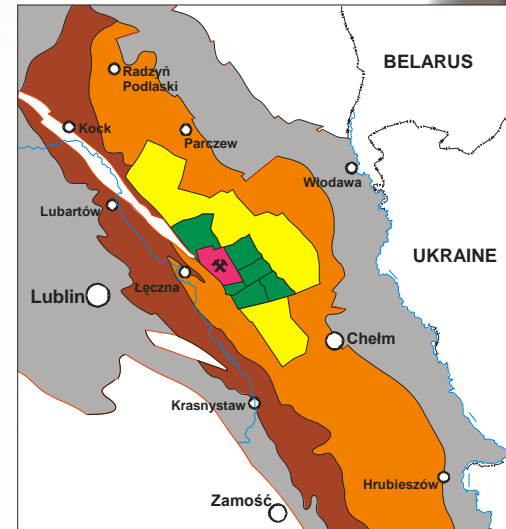 BELARUS
Radzyń
Podlaski
Kock
Parczew
Włodawa
Lubartów
UKRAINE
Łęczna
Lublin
Chełm
Krasnystaw
Hrubieszów
Zamość